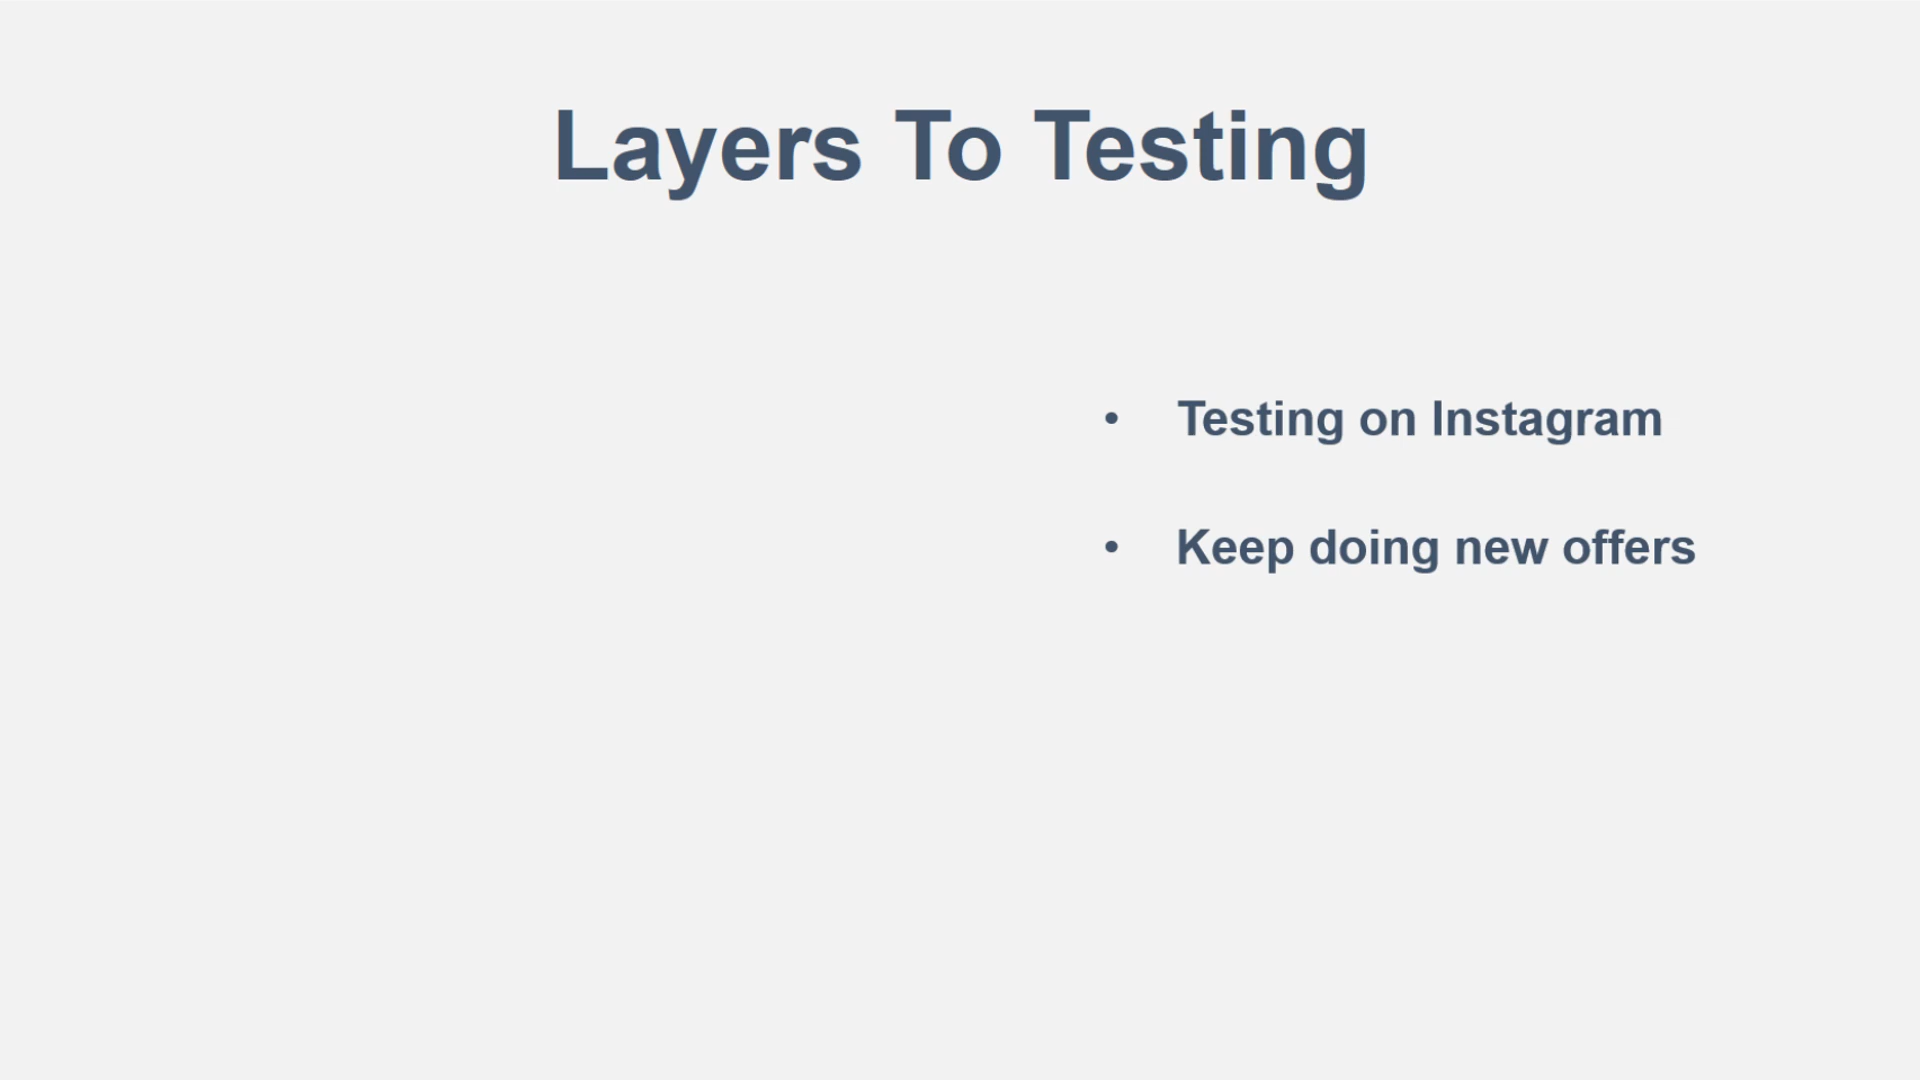 Layers To Testing
• Testing on Instagram
• Keep doing new offers